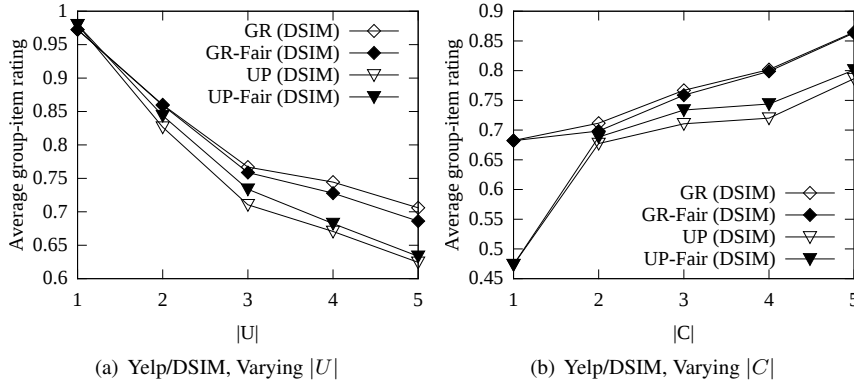 Average group-item rating
1
0.95
0.9
0.85
0.8
0.75
0.7
0.65
0.6
GR (DSIM)
GR-Fair (DSIM)
UP (DSIM)
UP-Fair (DSIM)
1 2 3 4 5
|U|
(a) Yelp/DSIM, Varying |U|
Average group-item rating
0.9
0.85
0.8
0.75
0.7
0.65
0.6
0.55
0.5
0.45
GR (DSIM)
GR-Fair (DSIM)
UP (DSIM)
UP-Fair (DSIM)
1 2 3 4 5
|C|
(b) Yelp/DSIM, Varying |C|